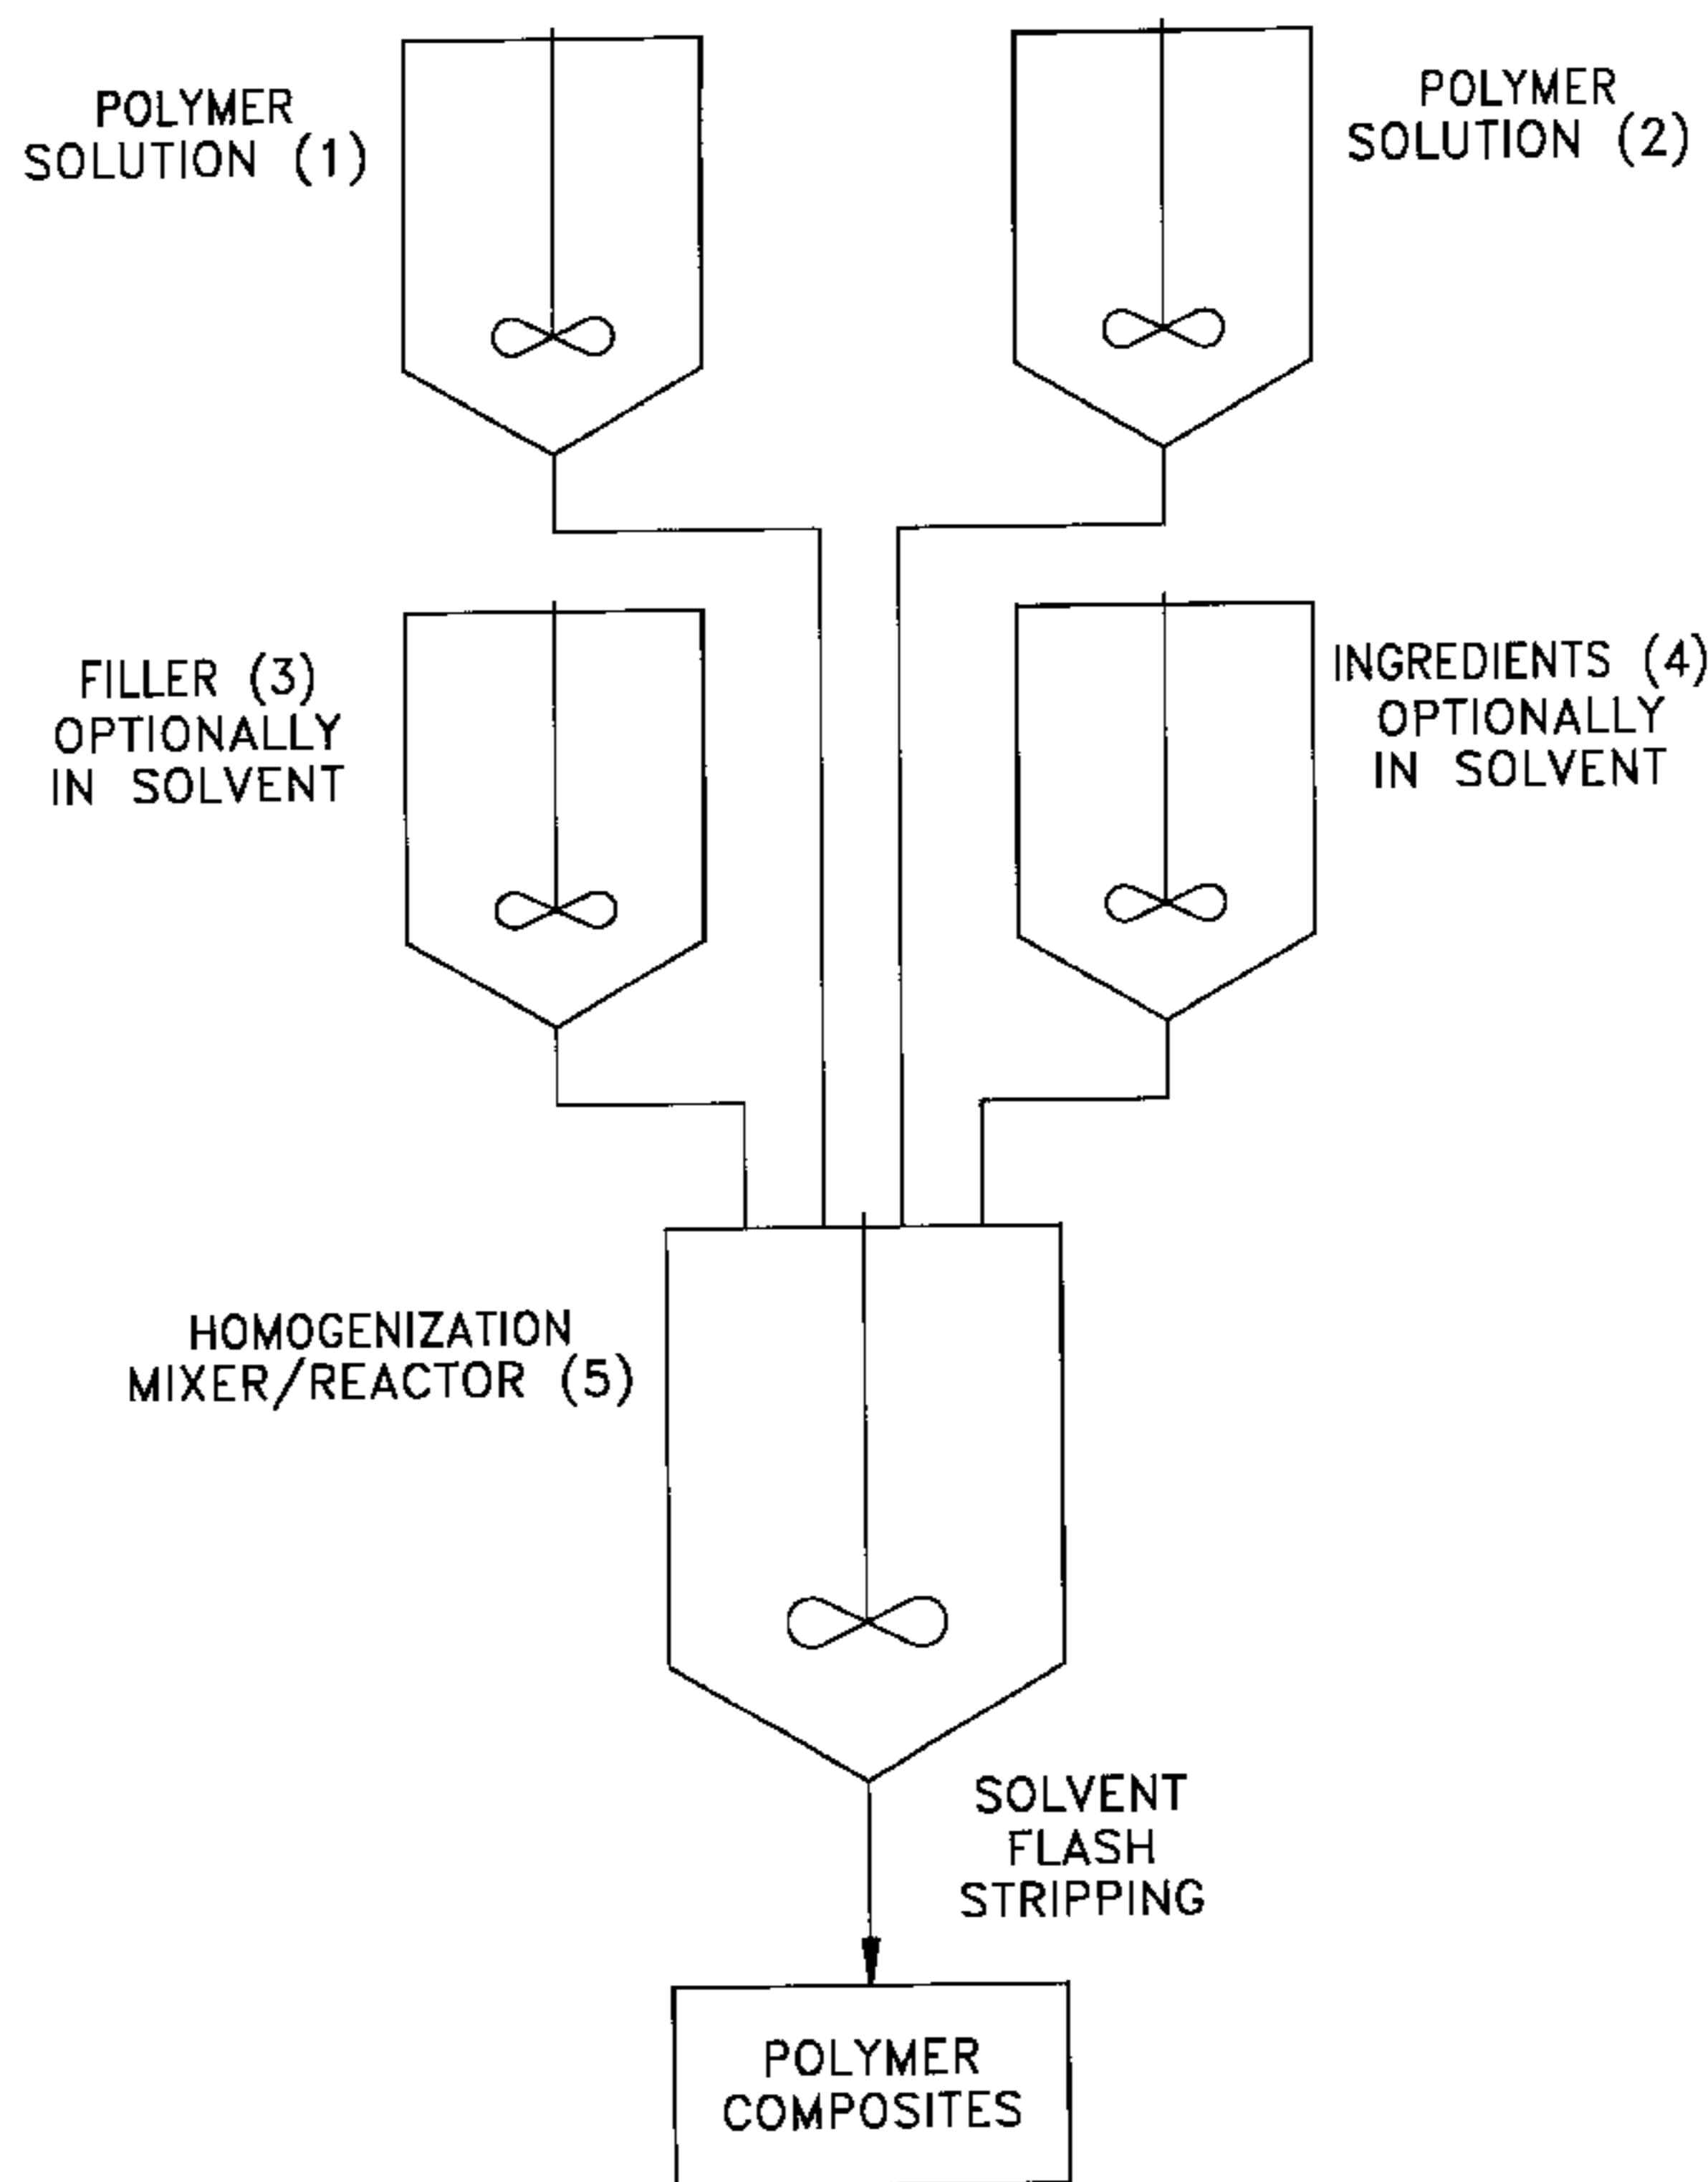 POLYMER
SOLUTION (1)
POLYMER
SOLUTION (2)
FILLER (3)
OPTIONALLY
IN SOLVENT
INGREDIENTS (4)
OPTIONALLY
IN SOLVENT
HOMOGENIZATION
MIXER/REACTOR (5)
SOLVENT
FLASH
STRIPPING
POLYMER
COMPOSITES